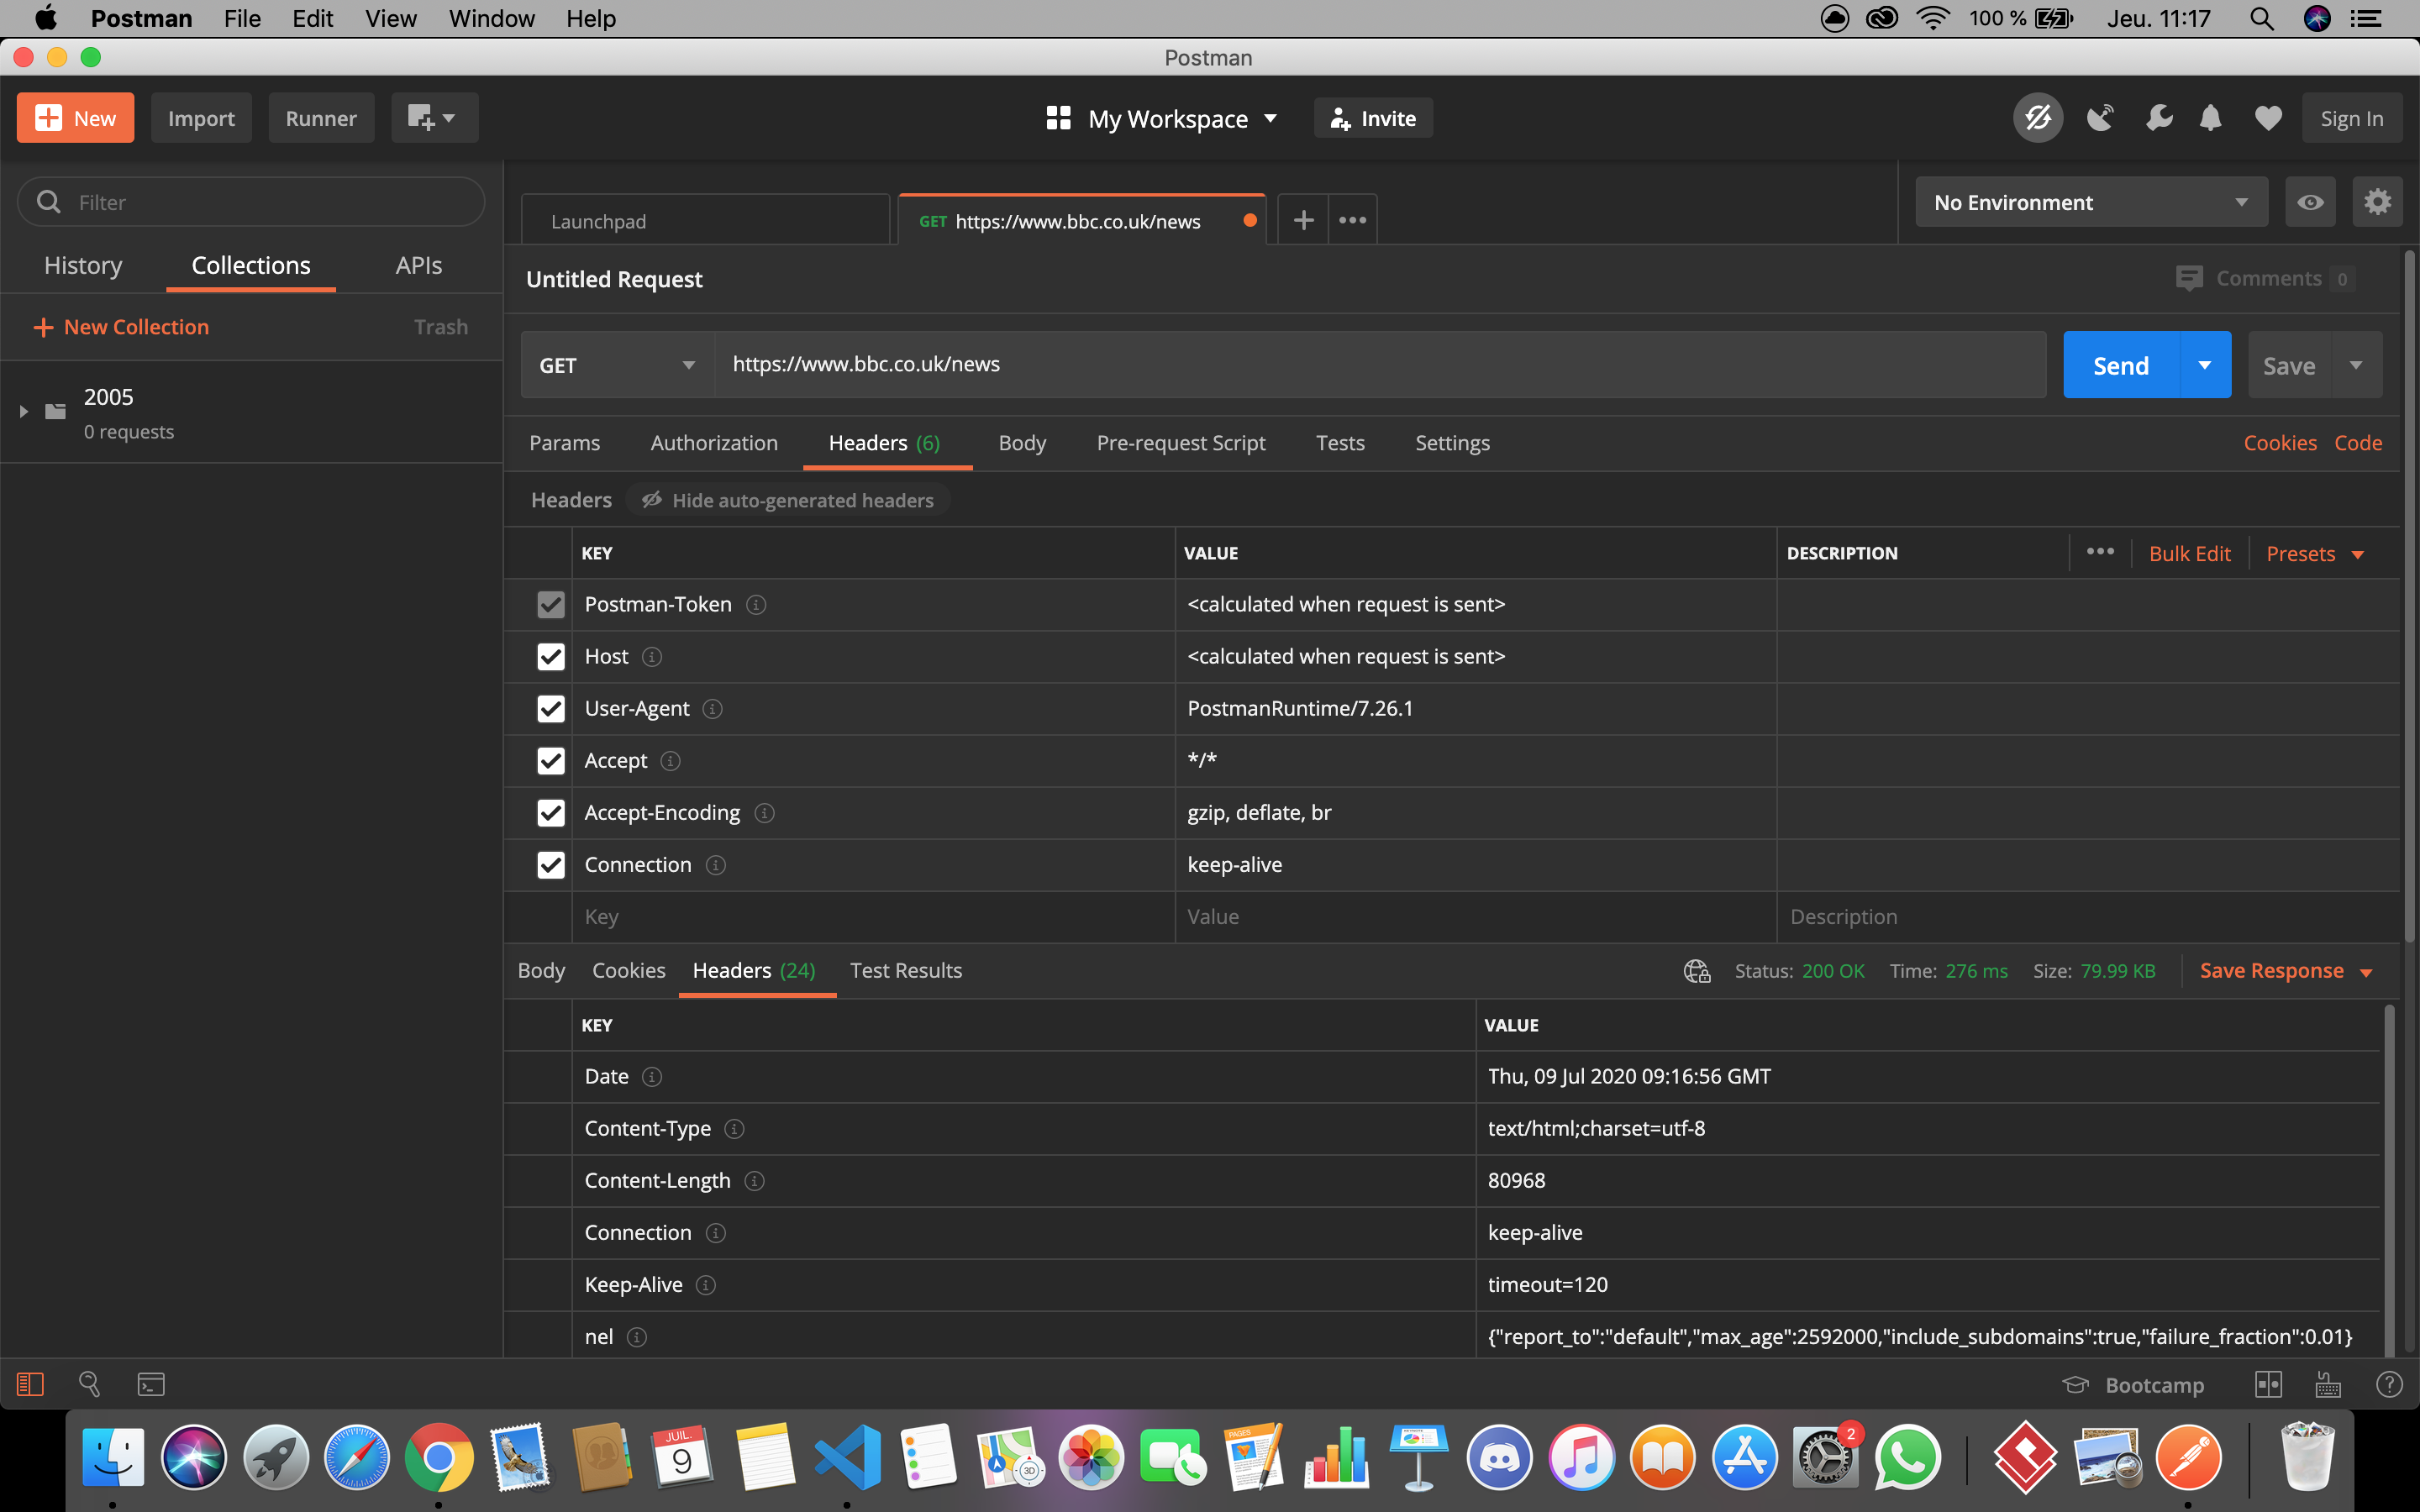 Postman File Edit View Window Help 100 % Jeu. 11:17
Postman
New Import Runner My Workspace Invite Sign In
Filter
Launchpad GET https://www.bbc.co.uk/news No Environment
History Collections APIs
Untitled Request Comments 0
New Collection Trash
GET https://www.bbc.co.uk/news Send Save
2005
0 requests
Params Authorization Headers (6) Body Pre-request Script Tests Settings Cookies Code
Headers Hide auto-generated headers
KEY VALUE DESCRIPTION ••• Bulk Edit Presets
Postman-Token <calculated when request is sent>
Host <calculated when request is sent>
User-Agent PostmanRuntime/7.26.1
Accept */*
Accept-Encoding gzip, deflate, br
Connection keep-alive
Key Value Description
Body Cookies Headers (24) Test Results Status: 200 OK Time: 276 ms Size: 79.99 KB Save Response
KEY VALUE
Date Thu, 09 Jul 2020 09:16:56 GMT
Content-Type text/html;charset=utf-8
Content-Length 80968
Connection keep-alive
Keep-Alive timeout=120
nel {"report_to":"default","max_age":2592000,"include_subdomains":true,"failure_fraction":0.01}
Bootcamp
JUIL. 9 3D PAGES 2